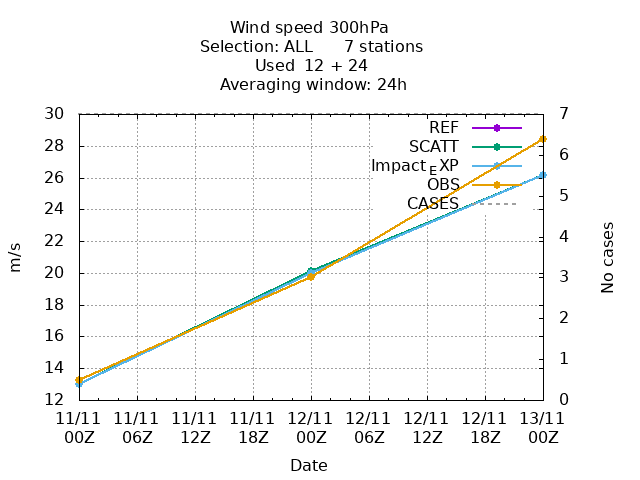 Wind speed 300hPa
Selection: ALL 7 stations
Used 12 + 24
Averaging window: 24h
30 7
28 REF
6
SCATT
26 Impact_EXP
24 OBS
5
CASES
22 4
m/s
No cases
20 3
18 2
16
14 1
12 0
11/11 11/11 11/11 11/11 12/11 12/11 12/11 12/11 13/11
00Z 06Z 12Z 18Z 00Z 06Z 12Z 18Z 00Z
Date